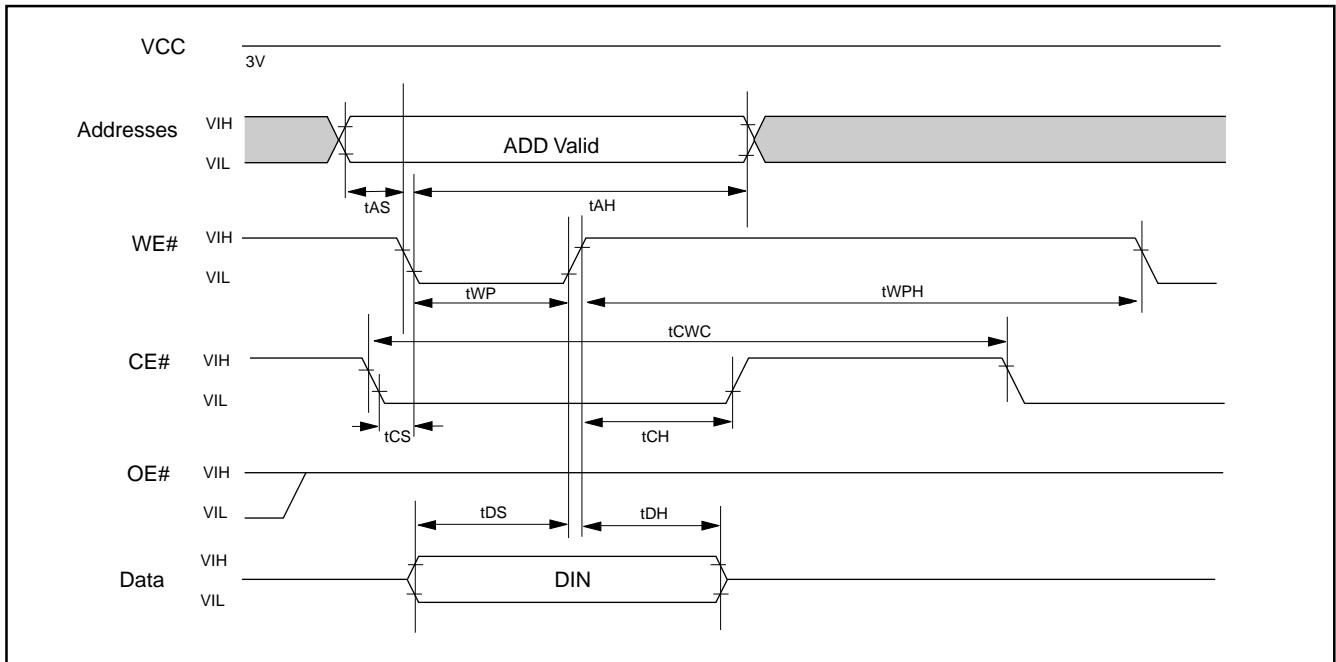 VCC
3V
Addresses
VIH
VIL
ADD Valid
tAS
tAH
WE#
VIH
VIL
tWP
tWPH
tCWC
CE#
VIH
VIL
tCS
tCH
OE#
VIH
VIL
tDS
tDH
Data
VIH
VIL
DIN